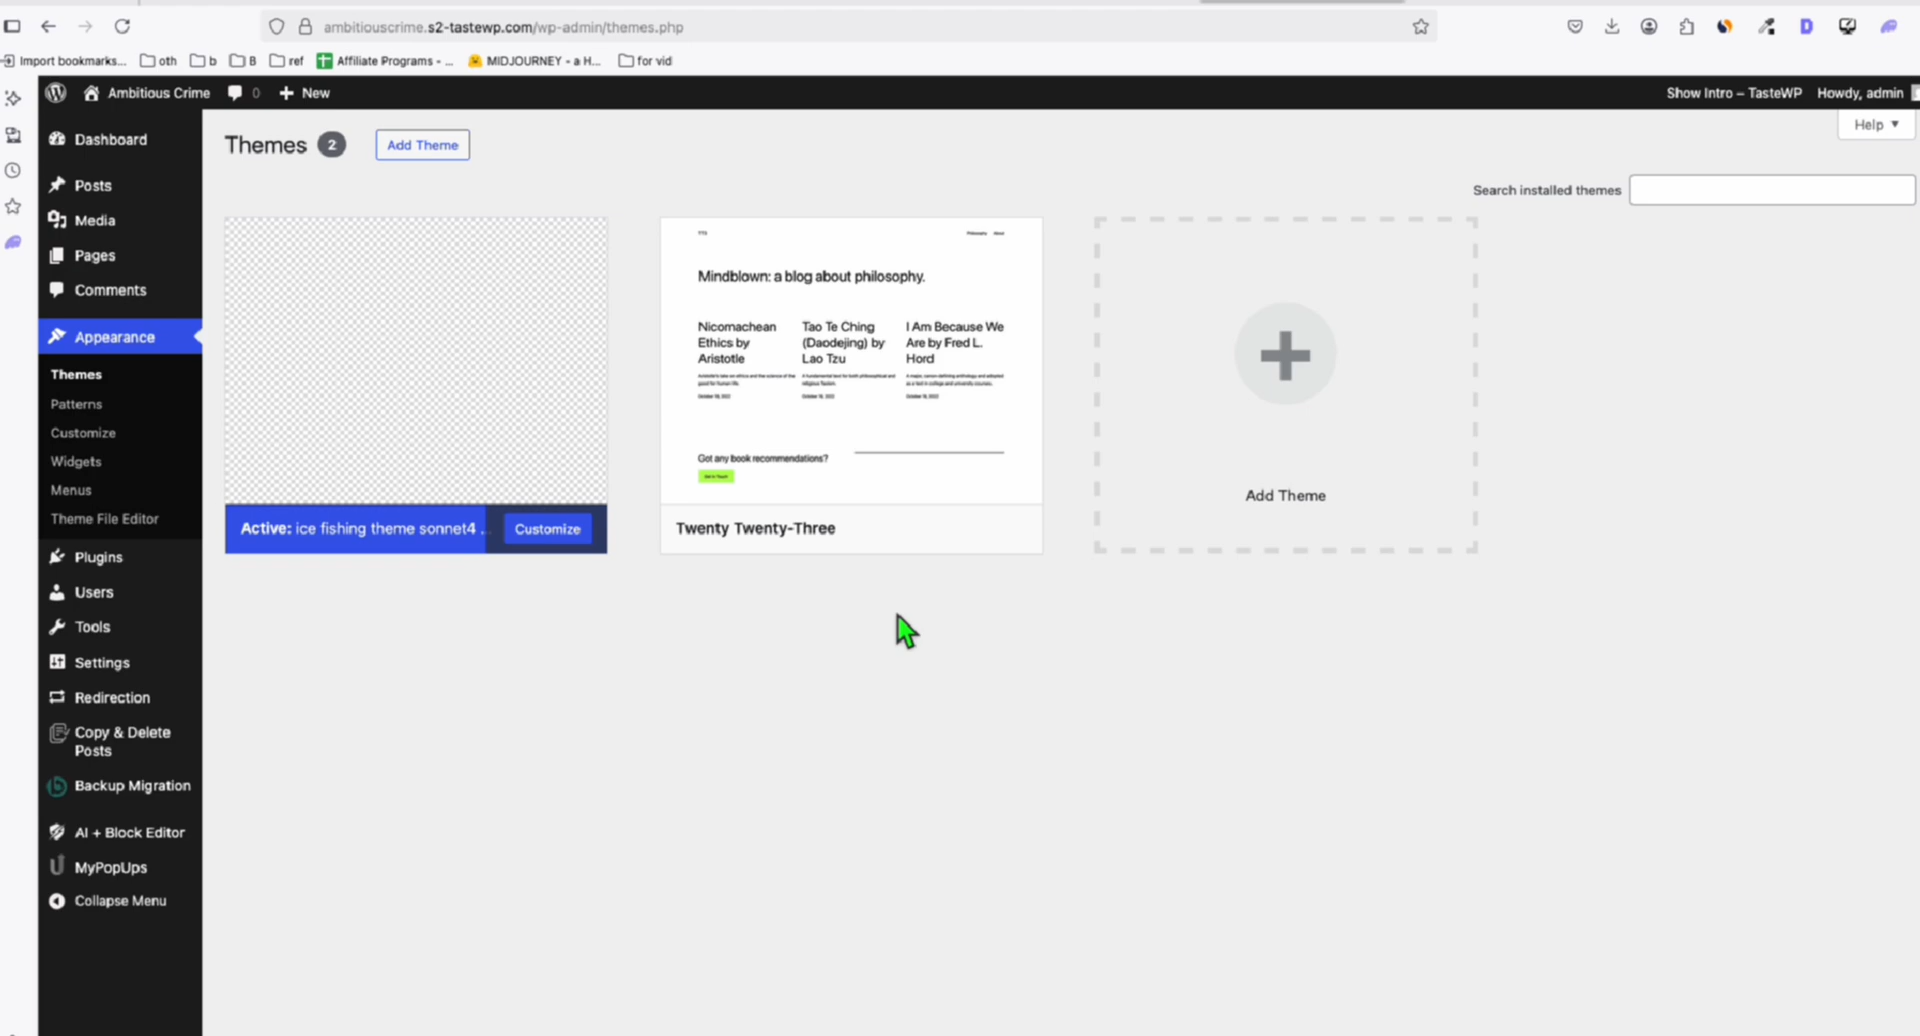 ambitiouscrime.s2-tastewp.com/wp-admin/themes.php
Import bookmarks...
oth
b
B
ref
Affiliate Programs - ...
MIDJOURNEY - a H...
for vid
Ambitious Crime
0
New
Show Intro – TasteWP
Howdy, admin
Dashboard
Posts
Media
Pages
Comments
Appearance
Themes
Patterns
Customize
Widgets
Menus
Theme File Editor
Plugins
Users
Tools
Settings
Redirection
Copy & Delete
Posts
Backup Migration
AI + Block Editor
MyPopUps
Collapse Menu
Themes 2
Add Theme
Help
Search installed themes
Active: ice fishing theme sonnet4 ...
Customize
Mindblown: a blog about philosophy.
Nicomachean
Ethics by
Aristotle
Tao Te Ching
(Daodejing) by
Lao Tzu
I Am Because We
Are by Fred L.
Hord
Got any book recommendations?
Get In Touch
Twenty Twenty-Three
Add Theme
D